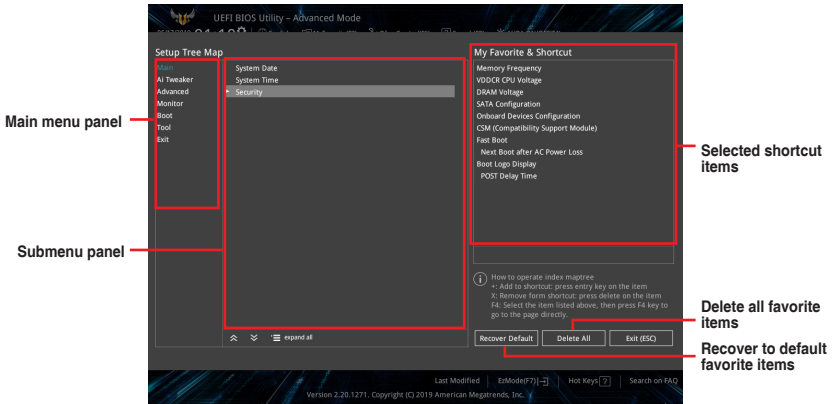 UEFI BIOS Utility – Advanced Mode
Setup Tree Map
My Favorite & Shortcut
Main
Ai Tweaker
Advanced
Monitor
Boot
Tool
Exit
System Date
System Time
Security
Memory Frequency
VDDCR CPU Voltage
DRAM Voltage
SATA Configuration
Onboard Devices Configuration
CSM (Compatibility Support Module)
Fast Boot
Next Boot after AC Power Loss
Boot Logo Display
POST Delay Time
Main menu panel
Submenu panel
Selected shortcut
items
How to operate index maptree
+: Add to shortcut: press entry key on the item
X: Remove form shortcut: press delete on the item
F4: Select the item listed above, then press F4 key to
go to the page directly.
Delete all favorite
items
expand all
Recover Default
Delete All
Exit (ESC)
Recover to default
favorite items
Last Modified
EzMode(F7)
Hot Keys ?
Search on FAQ
Version 2.20.1271. Copyright (C) 2019 American Megatrends, Inc.